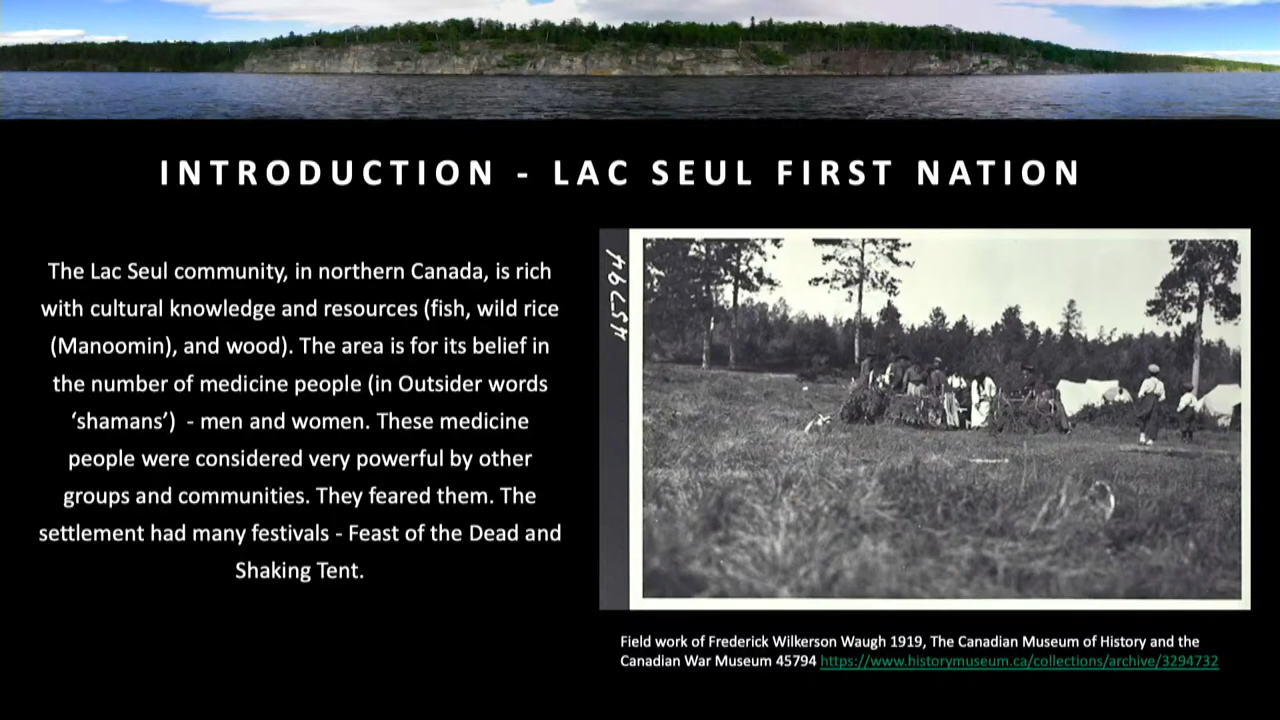 INTRODUCTION - LAC SEUL FIRST NATION
The Lac Seul community, in northern Canada, is rich
with cultural knowledge and resources (fish, wild rice
(Manoomin), and wood). The area is for its belief in
the number of medicine people (in Outsider words
‘shamans’) - men and women. These medicine
people were considered very powerful by other
groups and communities. They feared them. The
settlement had many festivals - Feast of the Dead and
Shaking Tent.
45794
Field work of Frederick Wilkerson Waugh 1919, The Canadian Museum of History and the
Canadian War Museum 45794 https://www.historymuseum.ca/collections/archive/3294732